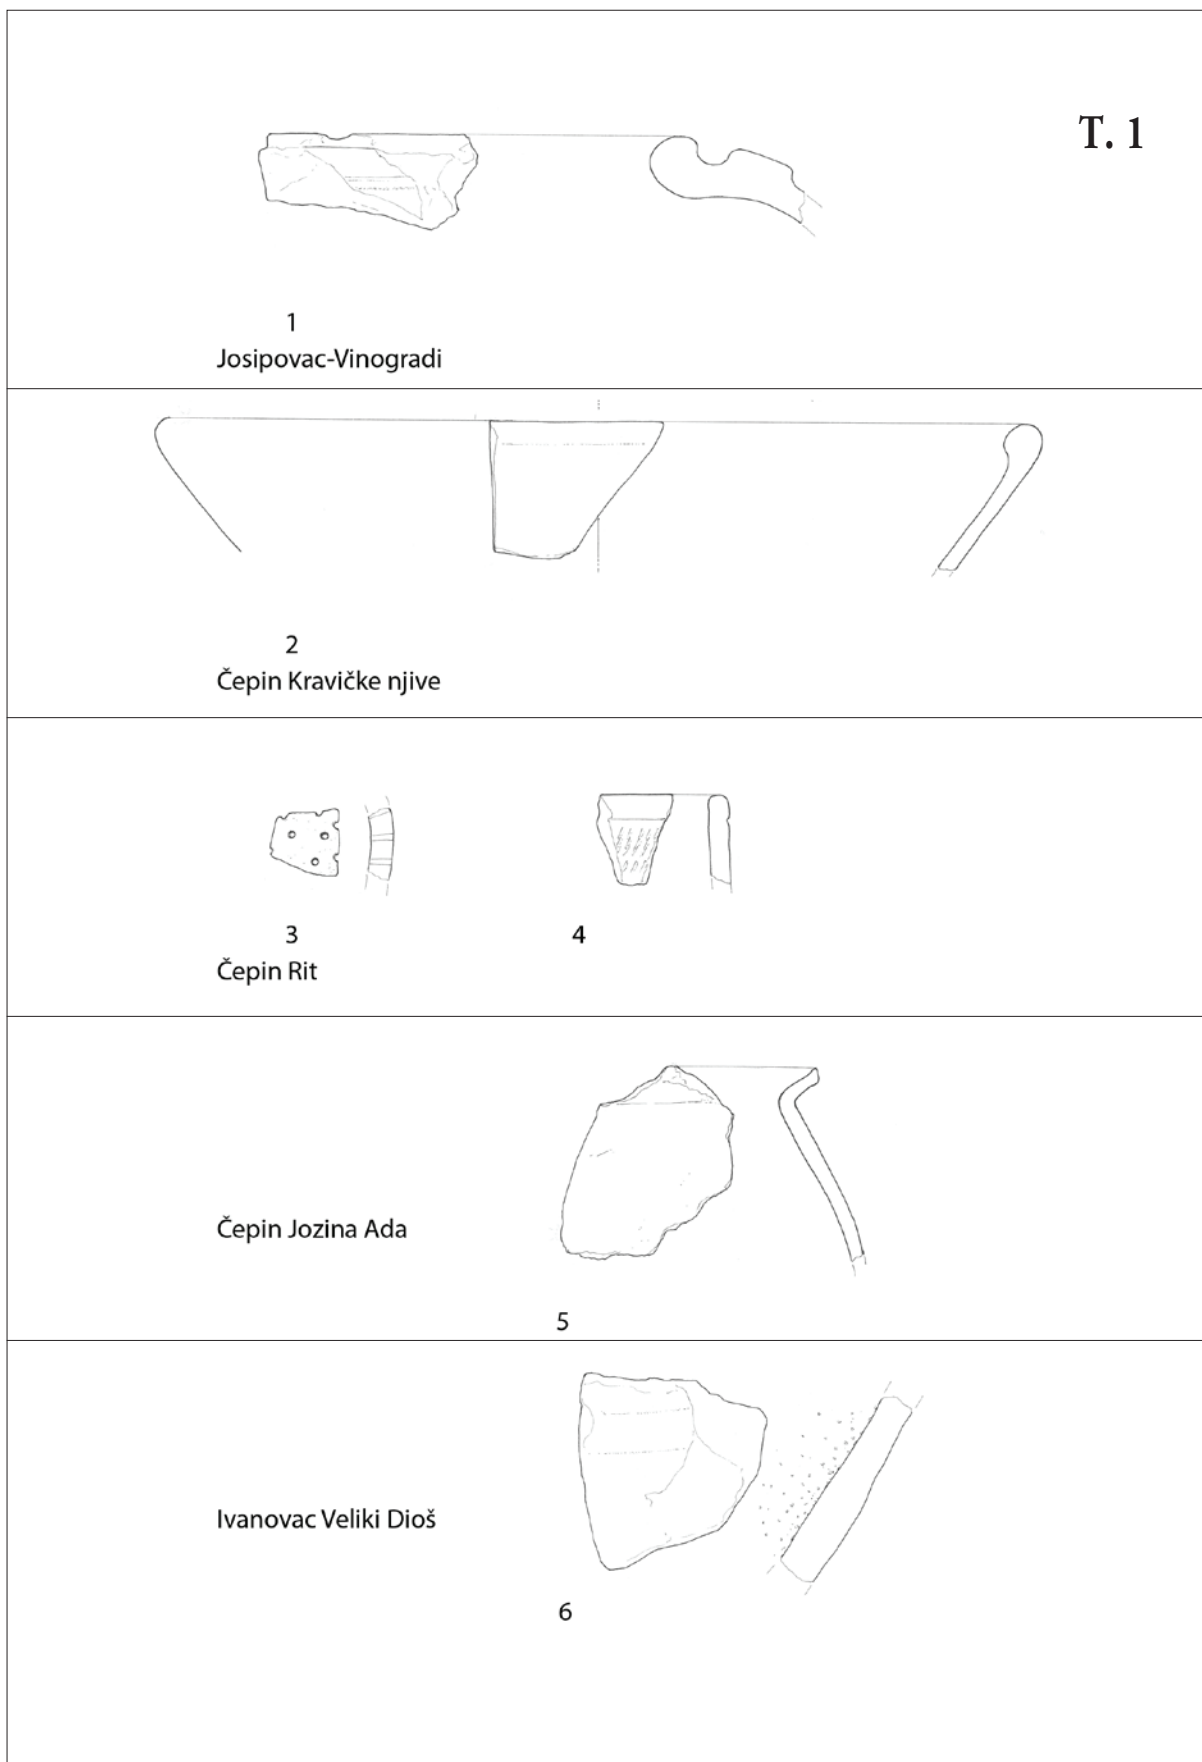 T. 1
1
Josipovac-Vinogradi
2
Čepin Kravičke njive
3
4
Čepin Rit
Čepin Jozina Ada
5
Ivanovac Veliki Dioš
6